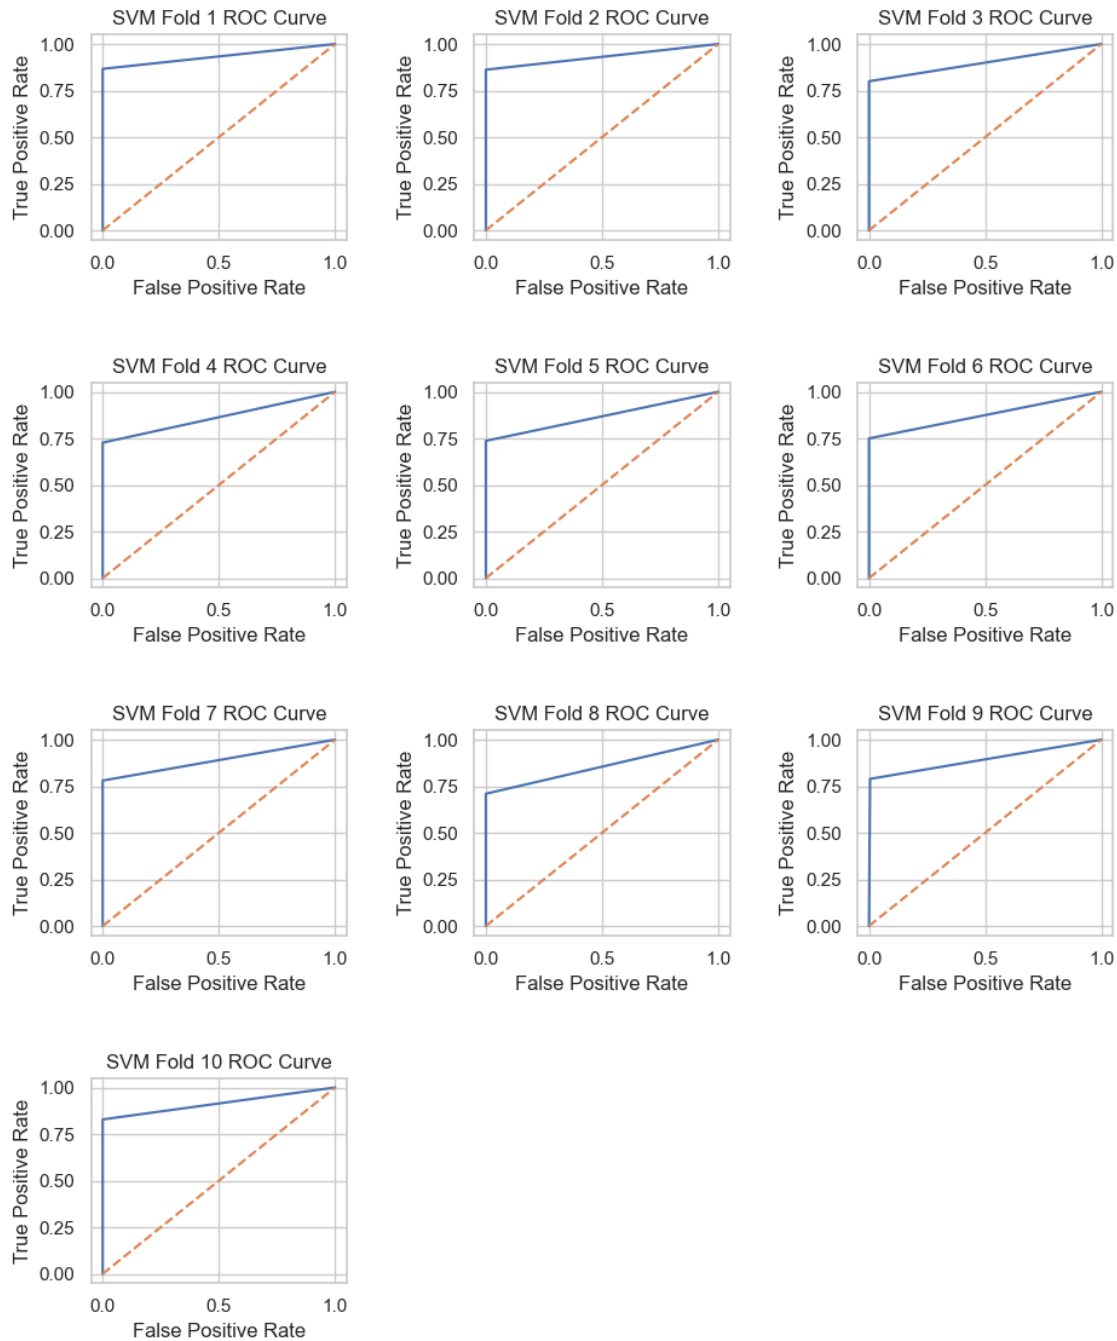 SVM Fold 1 ROC Curve
1.00
0.75
0.50
0.25
0.00
True Positive Rate
0.0 0.5 1.0
False Positive Rate
SVM Fold 2 ROC Curve
1.00
0.75
0.50
0.25
0.00
True Positive Rate
0.0 0.5 1.0
False Positive Rate
SVM Fold 3 ROC Curve
1.00
0.75
0.50
0.25
0.00
True Positive Rate
0.0 0.5 1.0
False Positive Rate
SVM Fold 4 ROC Curve
1.00
0.75
0.50
0.25
0.00
True Positive Rate
0.0 0.5 1.0
False Positive Rate
SVM Fold 5 ROC Curve
1.00
0.75
0.50
0.25
0.00
True Positive Rate
0.0 0.5 1.0
False Positive Rate
SVM Fold 6 ROC Curve
1.00
0.75
0.50
0.25
0.00
True Positive Rate
0.0 0.5 1.0
False Positive Rate
SVM Fold 7 ROC Curve
1.00
0.75
0.50
0.25
0.00
True Positive Rate
0.0 0.5 1.0
False Positive Rate
SVM Fold 8 ROC Curve
1.00
0.75
0.50
0.25
0.00
True Positive Rate
0.0 0.5 1.0
False Positive Rate
SVM Fold 9 ROC Curve
1.00
0.75
0.50
0.25
0.00
True Positive Rate
0.0 0.5 1.0
False Positive Rate
SVM Fold 10 ROC Curve
1.00
0.75
0.50
0.25
0.00
True Positive Rate
0.0 0.5 1.0
False Positive Rate